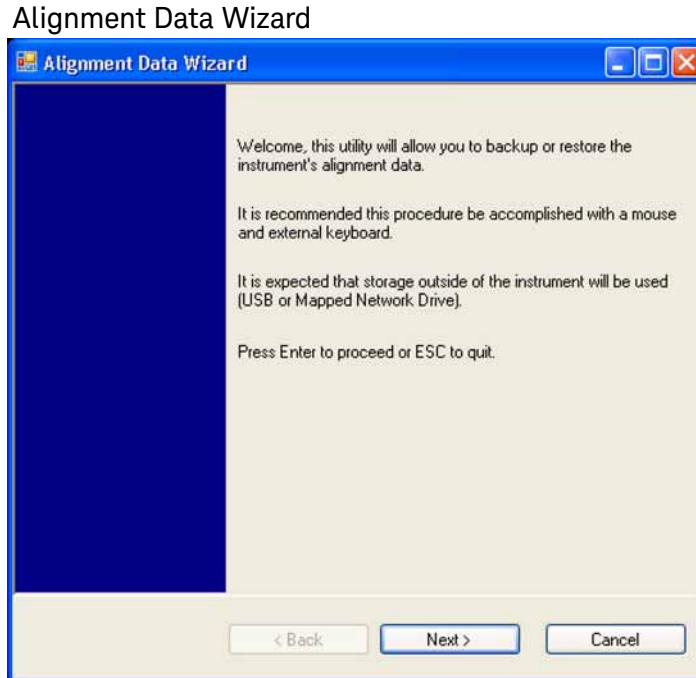 Alignment Data Wizard
Alignment Data Wizard
Welcome, this utility will allow you to backup or restore the
instrument's alignment data.
It is recommended this procedure be accomplished with a mouse
and external keyboard.
It is expected that storage outside of the instrument will be used
(USB or Mapped Network Drive).
Press Enter to proceed or ESC to quit.
< Back
Next >
Cancel